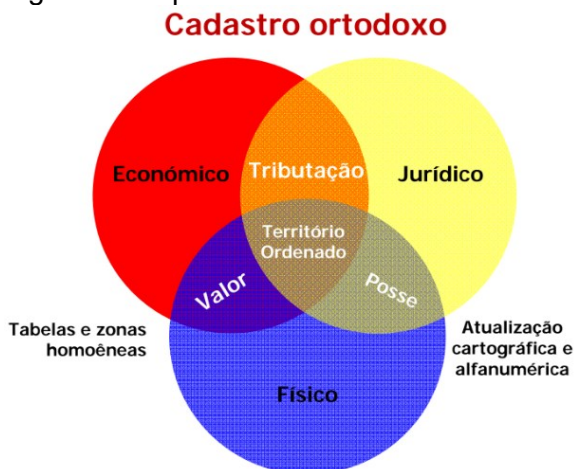 Cadastro ortodoxo
Económico
Tributação
Jurídico
Território
Ordenado
Valor
Posse
Tabelas e zonas
homoêneas
Atualização
cartográfica e
alfanumérica
Físico